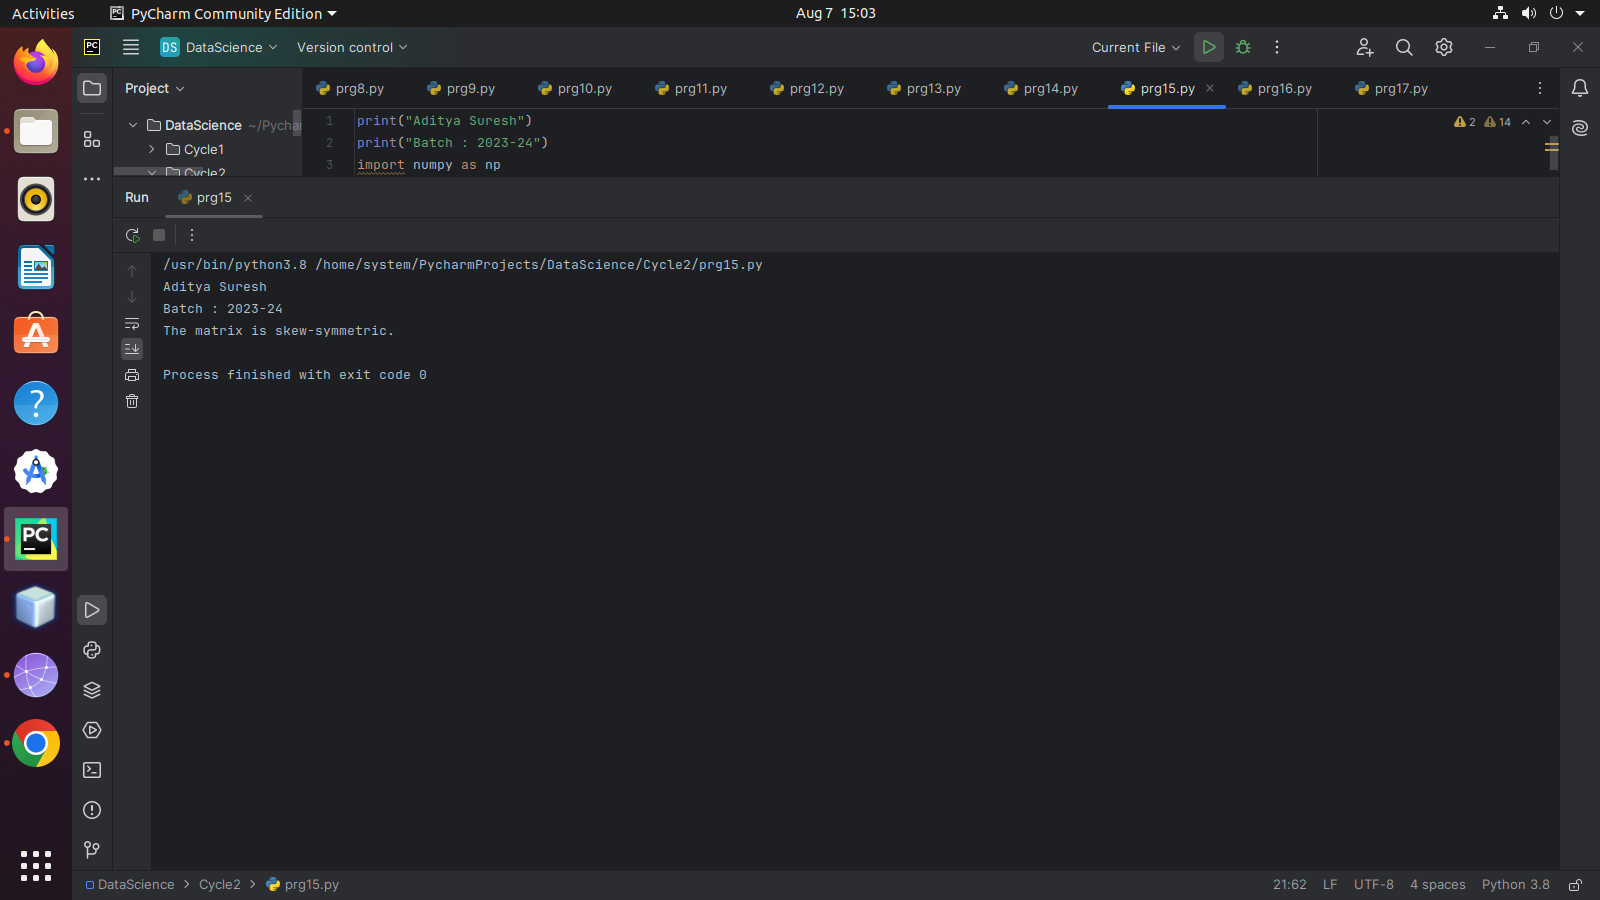 Activities PC PyCharm Community Edition Aug 7 15:03
PC DS DataScience Version control Current File
Project prg8.py prg9.py prg10.py prg11.py prg12.py prg13.py prg14.py prg15.py prg16.py prg17.py
DataScience ~/Pychar
Cycle1
Cycle2
1 print("Aditya Suresh")
2 print("Batch : 2023-24")
3 import numpy as np
2 14
Run prg15
/usr/bin/python3.8 /home/system/PycharmProjects/DataScience/Cycle2/prg15.py
Aditya Suresh
Batch : 2023-24
The matrix is skew-symmetric.
Process finished with exit code 0
PC
DataScience > Cycle2 > prg15.py 21:62 LF UTF-8 4 spaces Python 3.8